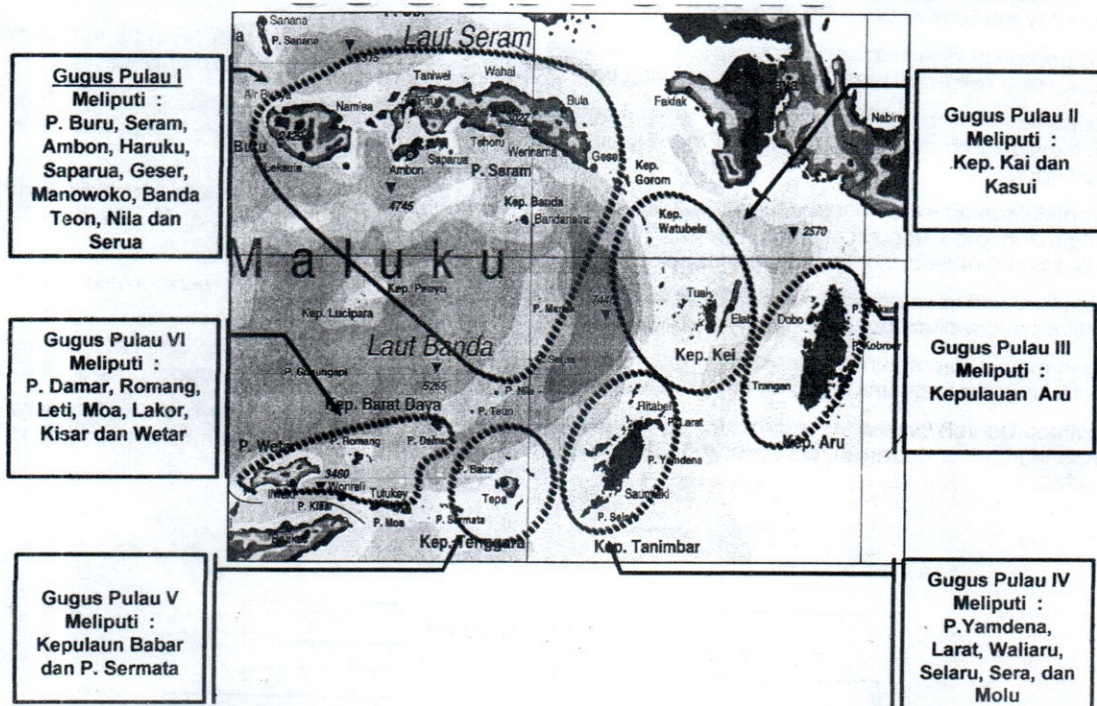 Gugus Pulau I
Meliputi :
P. Buru, Seram,
Ambon, Haruku,
Saparua, Geser,
Manowoko, Banda
Teon, Nila dan
Serua
Gugus Pulau VI
Meliputi :
P. Damar, Romang,
Leti, Moa, Lakor,
Kisar dan Wetar
Gugus Pulau V
Meliputi :
Kepulaun Babar
dan P. Sermata
Gugus Pulau II
Meliputi :
Kep. Kai dan
Kasui
Gugus Pulau III
Meliputi :
Kepulauan Aru
Gugus Pulau IV
Meliputi :
P.Yamdena,
Larat, Waliaru,
Selaru, Sera, dan
Molu
Sanana
P. Sanana
Laut Seram
Taniwel
Wahai
Bula
Namlea
Leksula
Ambon
Saparua
Tehoru
Werinama
P. Seram
Geser
Kep.
Gorom
Fakfak
4745
Kep. Banda
Bandaneira
Kep.
Watubela
2570
Maluku
Kep. Penyu
Kep. Lucipara
Laut Banda
Tual
Elat
Dobo
Kep. Kei
P. Kobroor
Trangan
Kep. Aru
5265
P. Teun
Kep. Barat Daya
P. Wetar
P. Romang
P. Damar
3460
Wonreli
P. Kisar
Tutukey
P. Moa
Babar
Tepa
P. Sermata
Kep. Tenggara
P. Larat
P. Yamdena
Saumlaki
Kep. Tanimbar